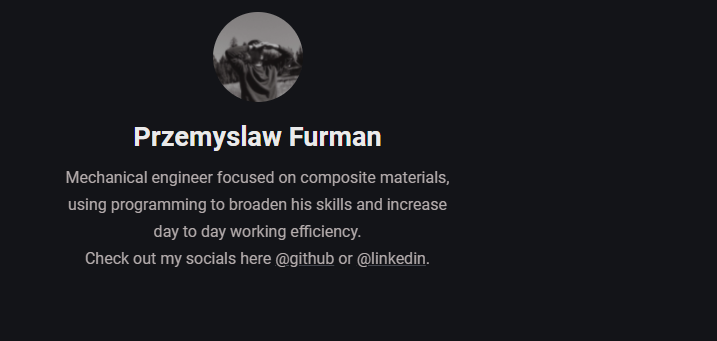 Przemyslaw Furman
Mechanical engineer focused on composite materials,
using programming to broaden his skills and increase
day to day working efficiency.
Check out my socials here @github or @linkedin.